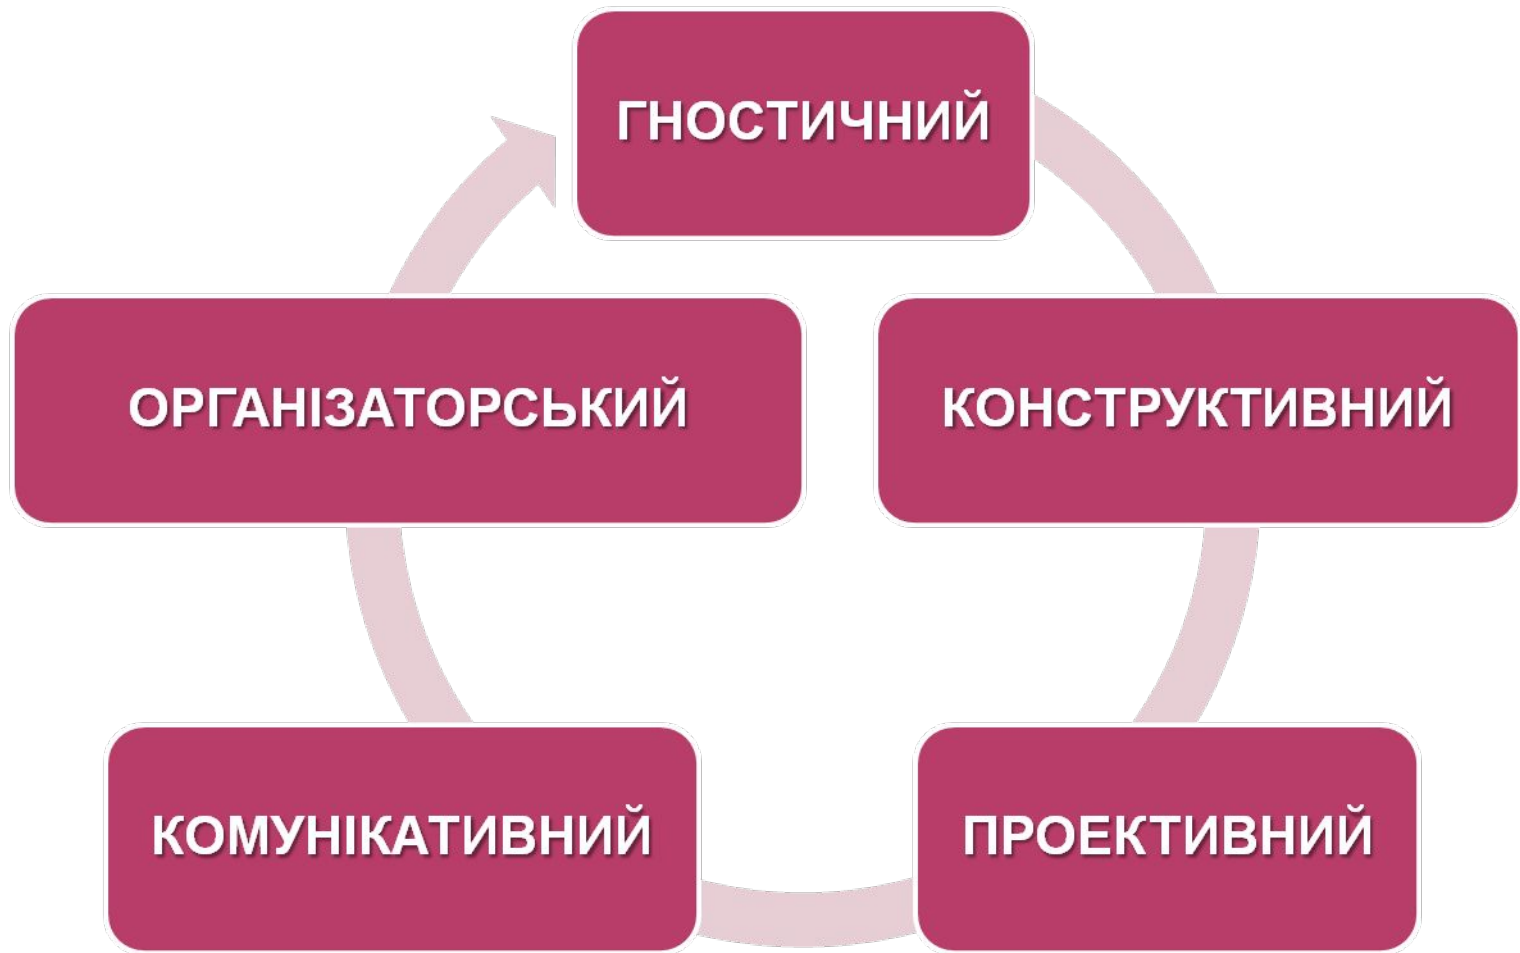 ГНОСТИЧНИЙ
ОРГАНІЗАТОРСЬКИЙ
КОНСТРУКТИВНИЙ
КОМУНІКАТИВНИЙ
ПРОЕКТИВНИЙ